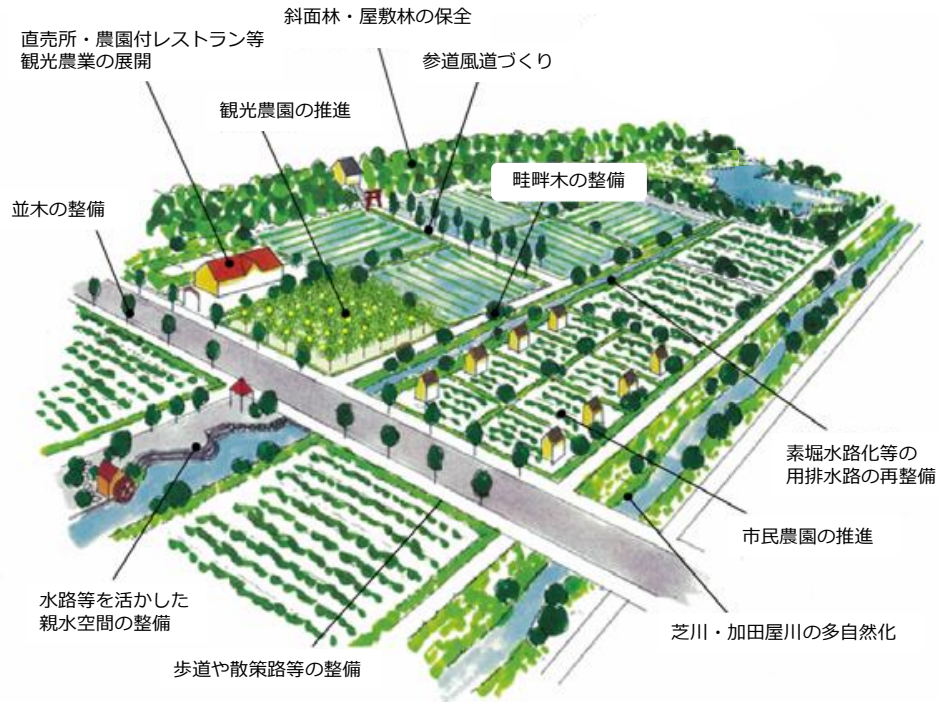 斜面林・屋敷林の保全
直売所・農園付レストラン等
観光農業の展開
参道風道づくり
観光農園の推進
畦畔木の整備
並木の整備
素堀水路化等の
用排水路の再整備
市民農園の推進
水路等を活かした
親水空間の整備
芝川・加田屋川の多自然化
歩道や散策路等の整備